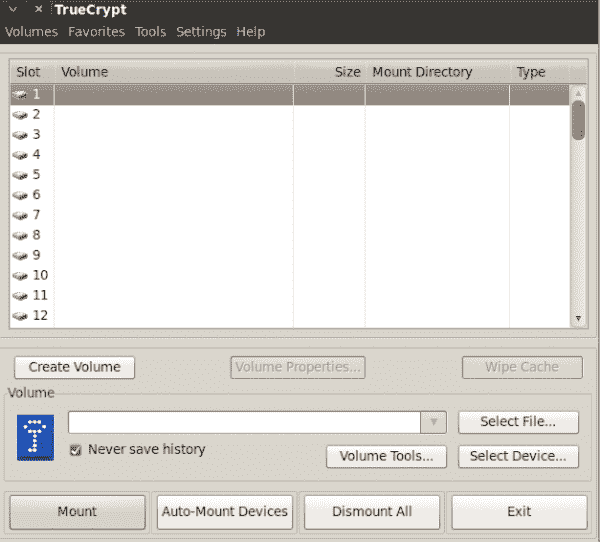 TrueCrypt
Volumes Favorites Tools Settings Help
Slot Volume Size Mount Directory Type
1
2
3
4
5
6
7
8
9
10
11
12
Create Volume Volume Properties... Wipe Cache
Volume
Select File...
Never save history
Volume Tools... Select Device...
Mount Auto-Mount Devices Dismount All Exit